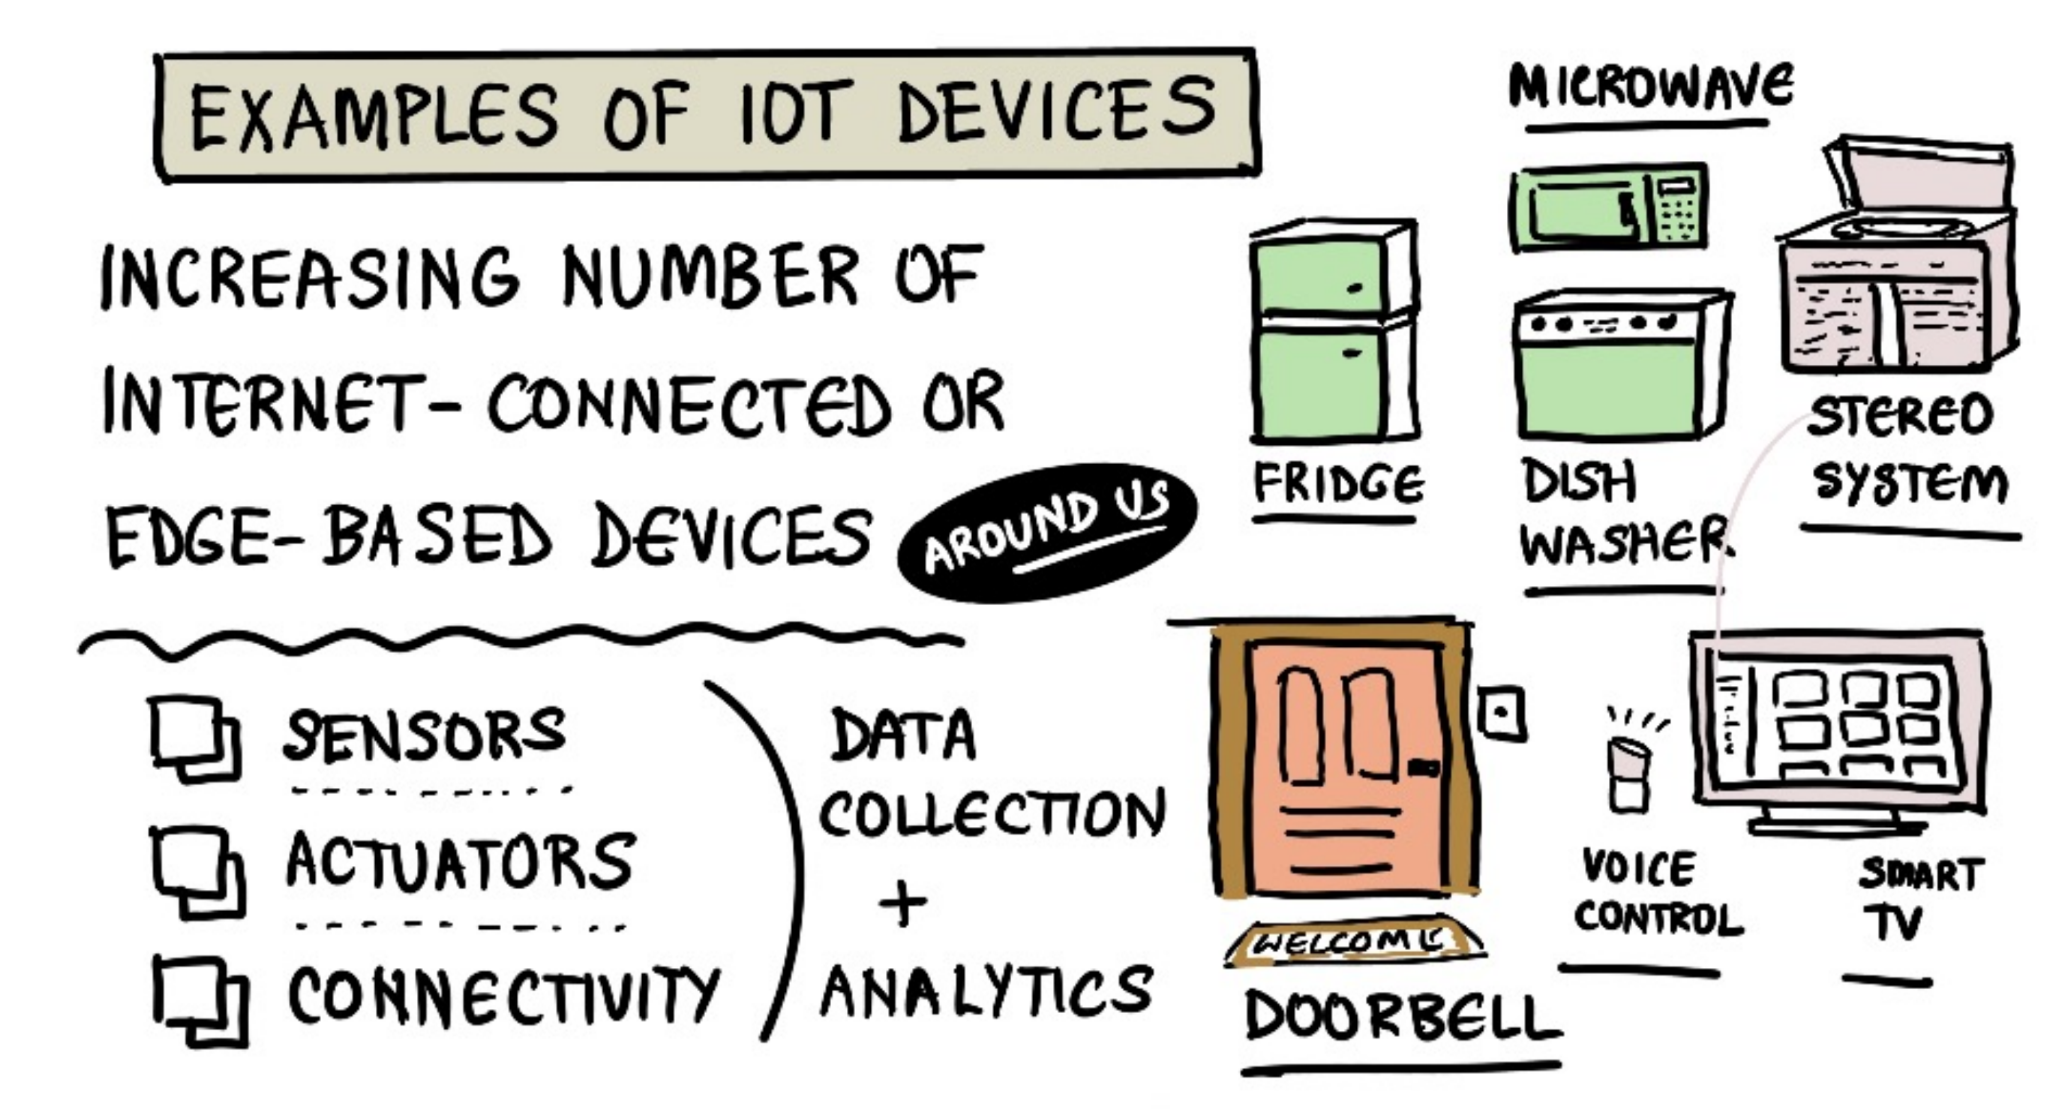 EXAMPLES OF IOT DEVICES
INCREASING NUMBER OF
INTERNET-CONNECTED OR
EDGE-BASED DEVICES
AROUND US
SENSORS
ACTUATORS
CONNECTIVITY
DATA
COLLECTION
+
ANALYTICS
MICROWAVE
FRIDGE
DISH
WASHER
STEREO
SYSTEM
WELCOME
DOORBELL
VOICE
CONTROL
SMART
TV